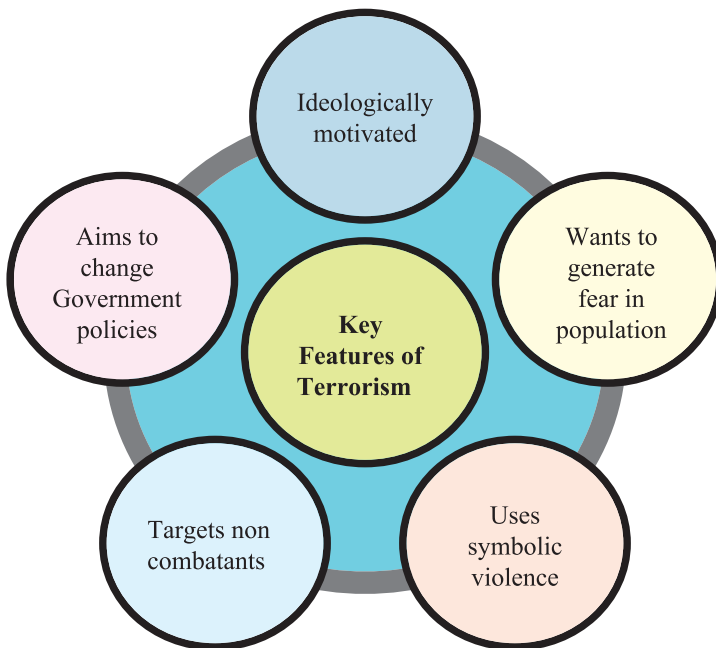 Ideologically
motivated
Wants to
generate
fear in
population
Uses
symbolic
violence
Targets non
combatants
Aims to
change
Government
policies
Key
Features of
Terrorism